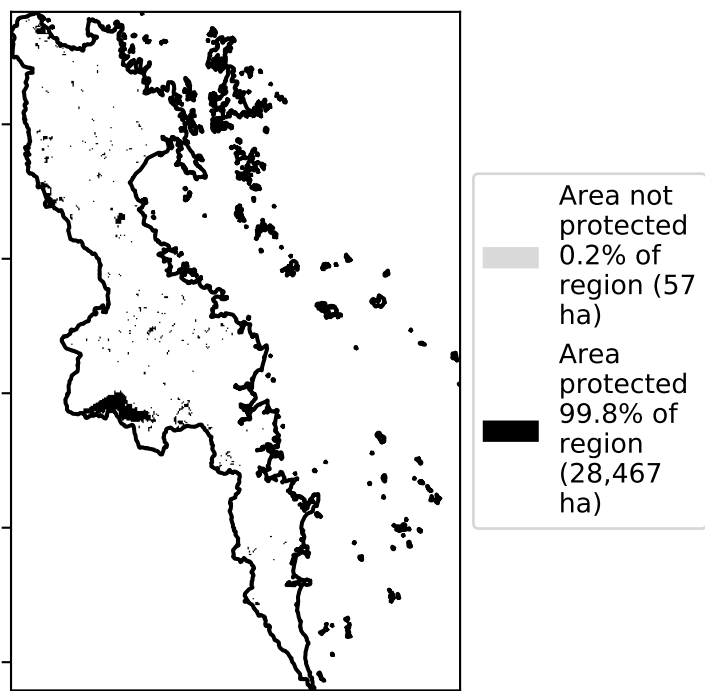 Area not
protected
0.2% of
region (57
ha)
Area
protected
99.8% of
region
(28,467
ha)